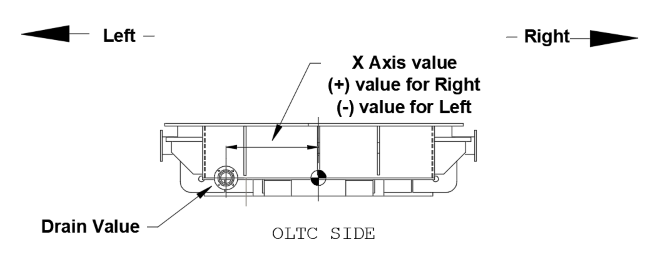 Left
Right
X Axis value
(+) value for Right
(-) value for Left
Drain Value
OLTC SIDE